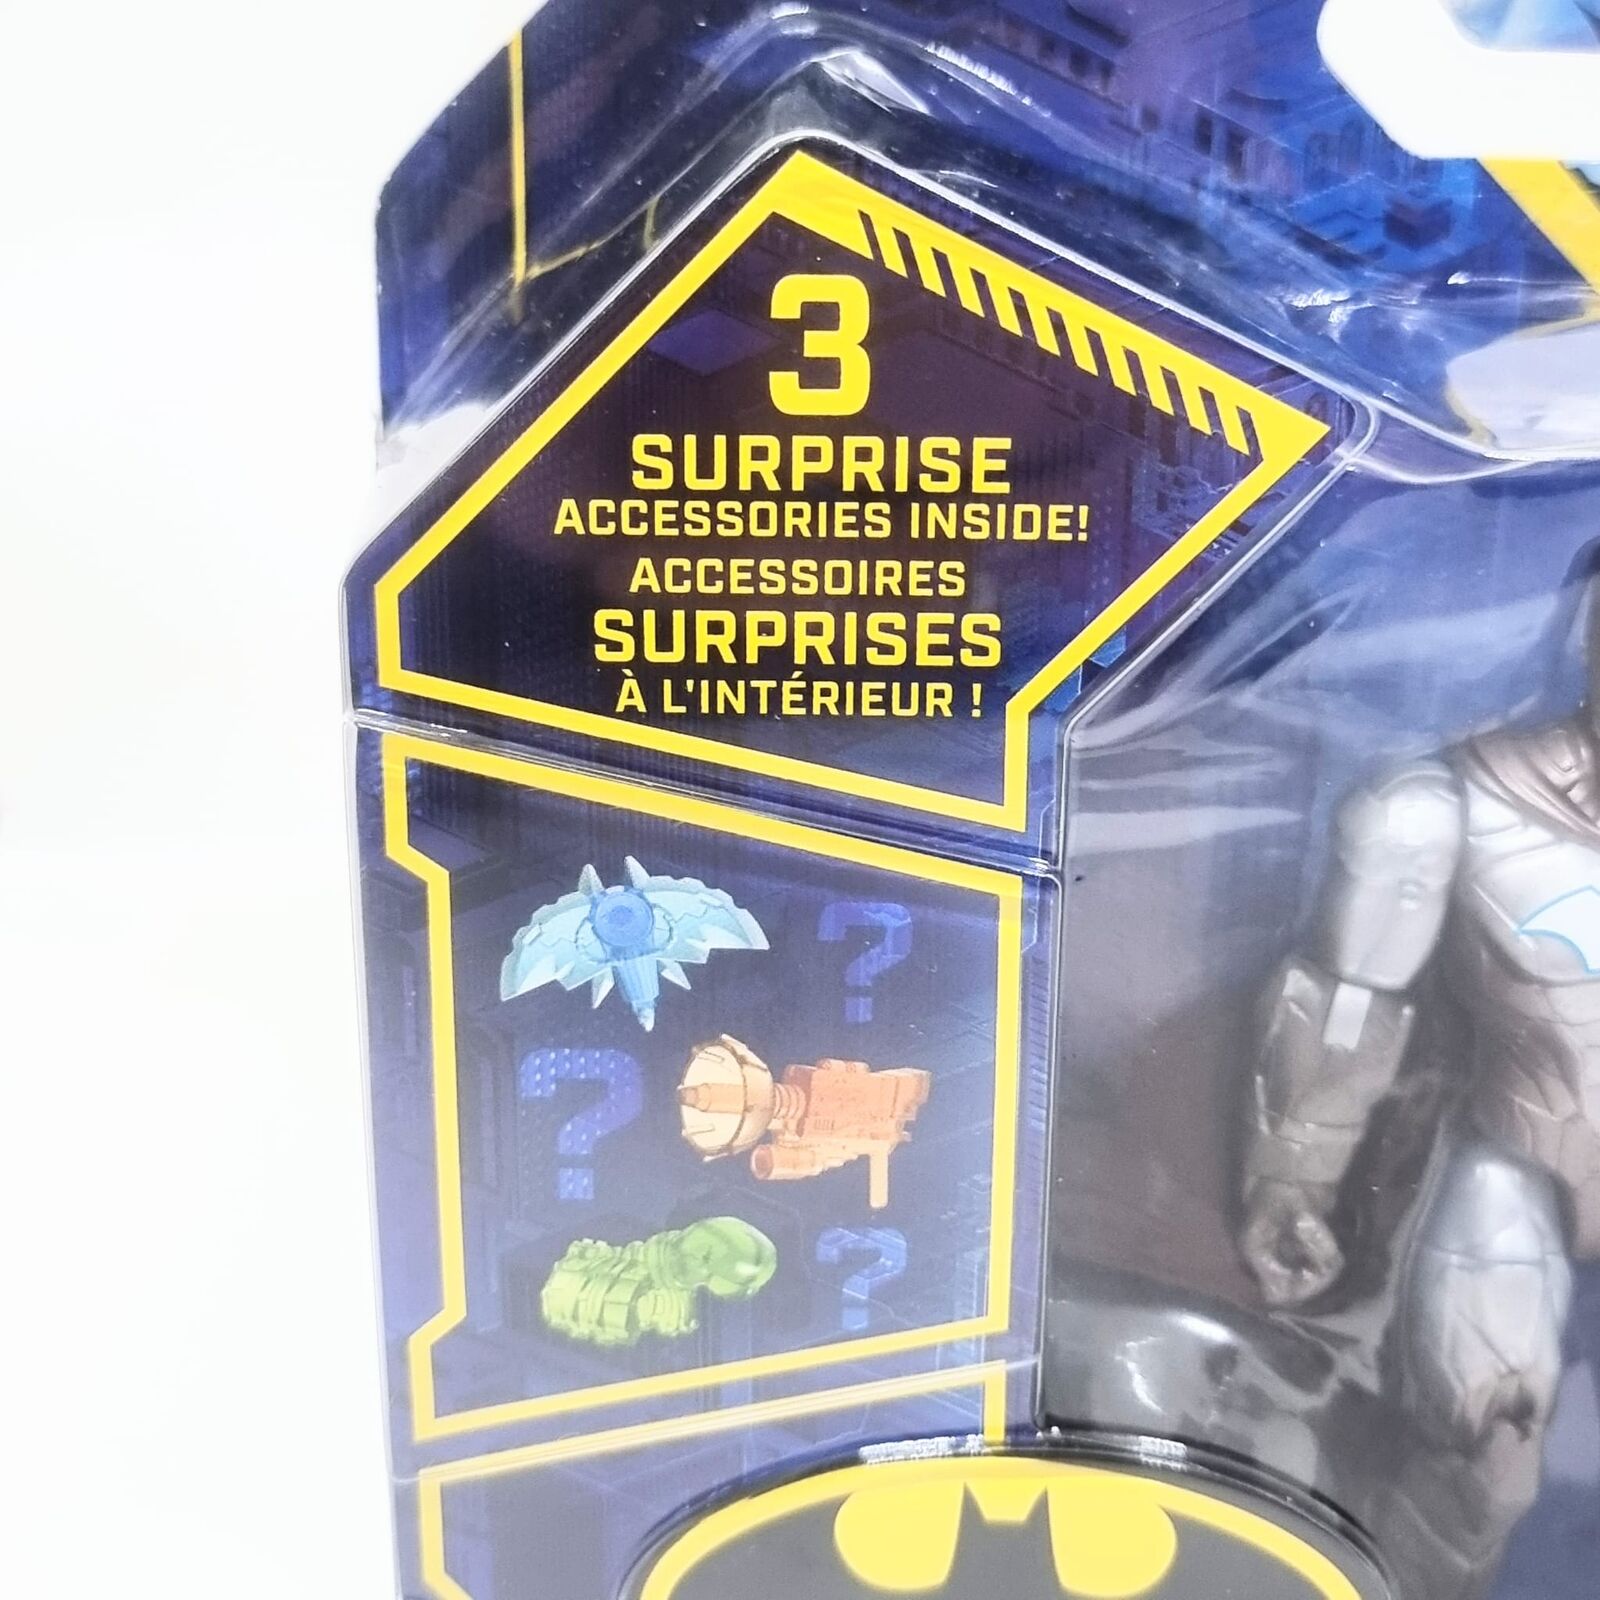 3
SURPRISE
ACCESSORIES INSIDE!
ACCESSOIRES
SURPRISES
À L'INTÉRIEUR !
?
?
?